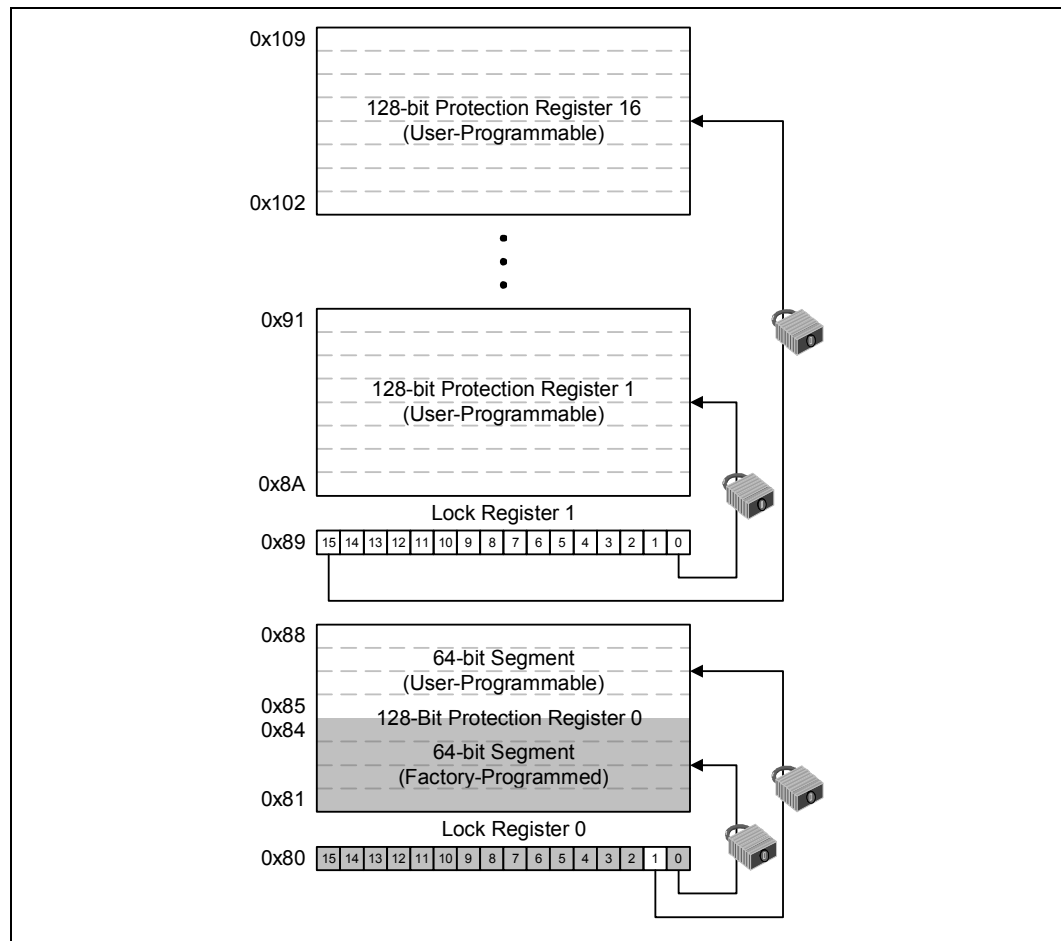 0x109
128-bit Protection Register 16
(User-Programmable)
0x102
0x91
128-bit Protection Register 1
(User-Programmable)
0x8A
Lock Register 1
0x89 15 14 13 12 11 10 9 8 7 6 5 4 3 2 1 0
0x88
64-bit Segment
(User-Programmable)
0x85
128-Bit Protection Register 0
0x84
64-bit Segment
(Factory-Programmed)
0x81
Lock Register 0
0x80 15 14 13 12 11 10 9 8 7 6 5 4 3 2 1 0